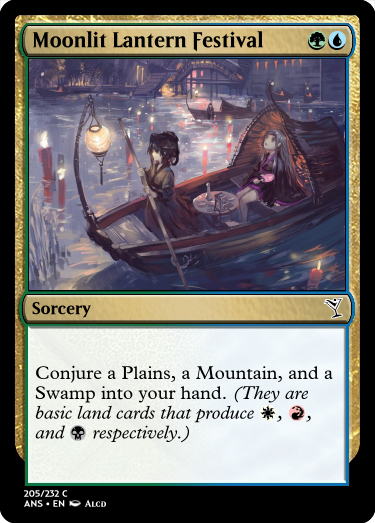 Moonlit Lantern Festival
Sorcery
Conjure a Plains, a Mountain, and a
Swamp into your hand. (They are
basic land cards that produce , ,
and respectively.)
205/232 C
ANS • EN ALCD